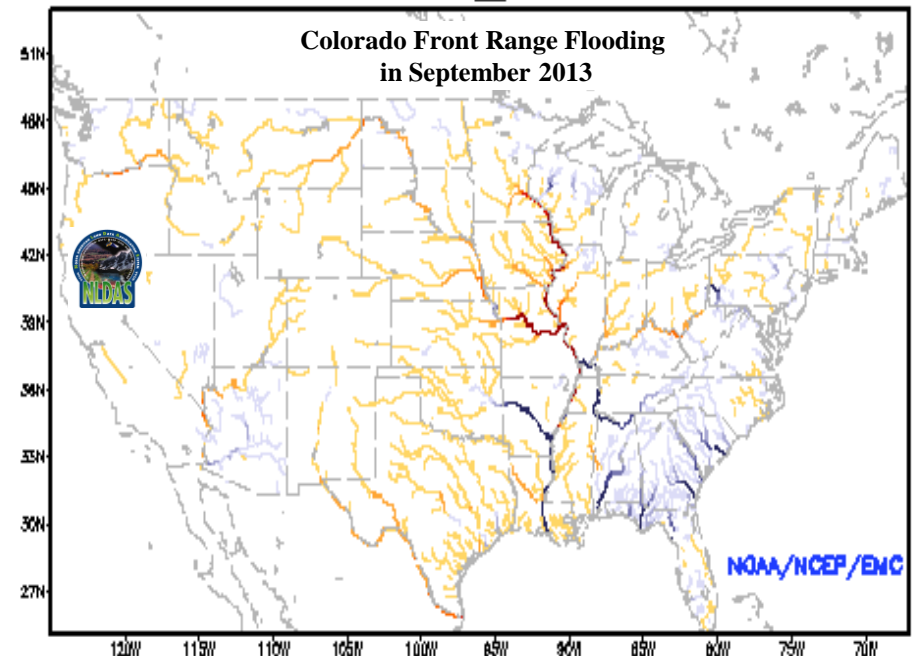 Colorado Front Range Flooding
in September 2013
51N
48N
45N
42N
39N
36N
33N
30N
27N
NLDAS
NOAA/NCEP/EMC
120W 115W 110W 105W 100W 95W 90W 85W 80W 75W 70W